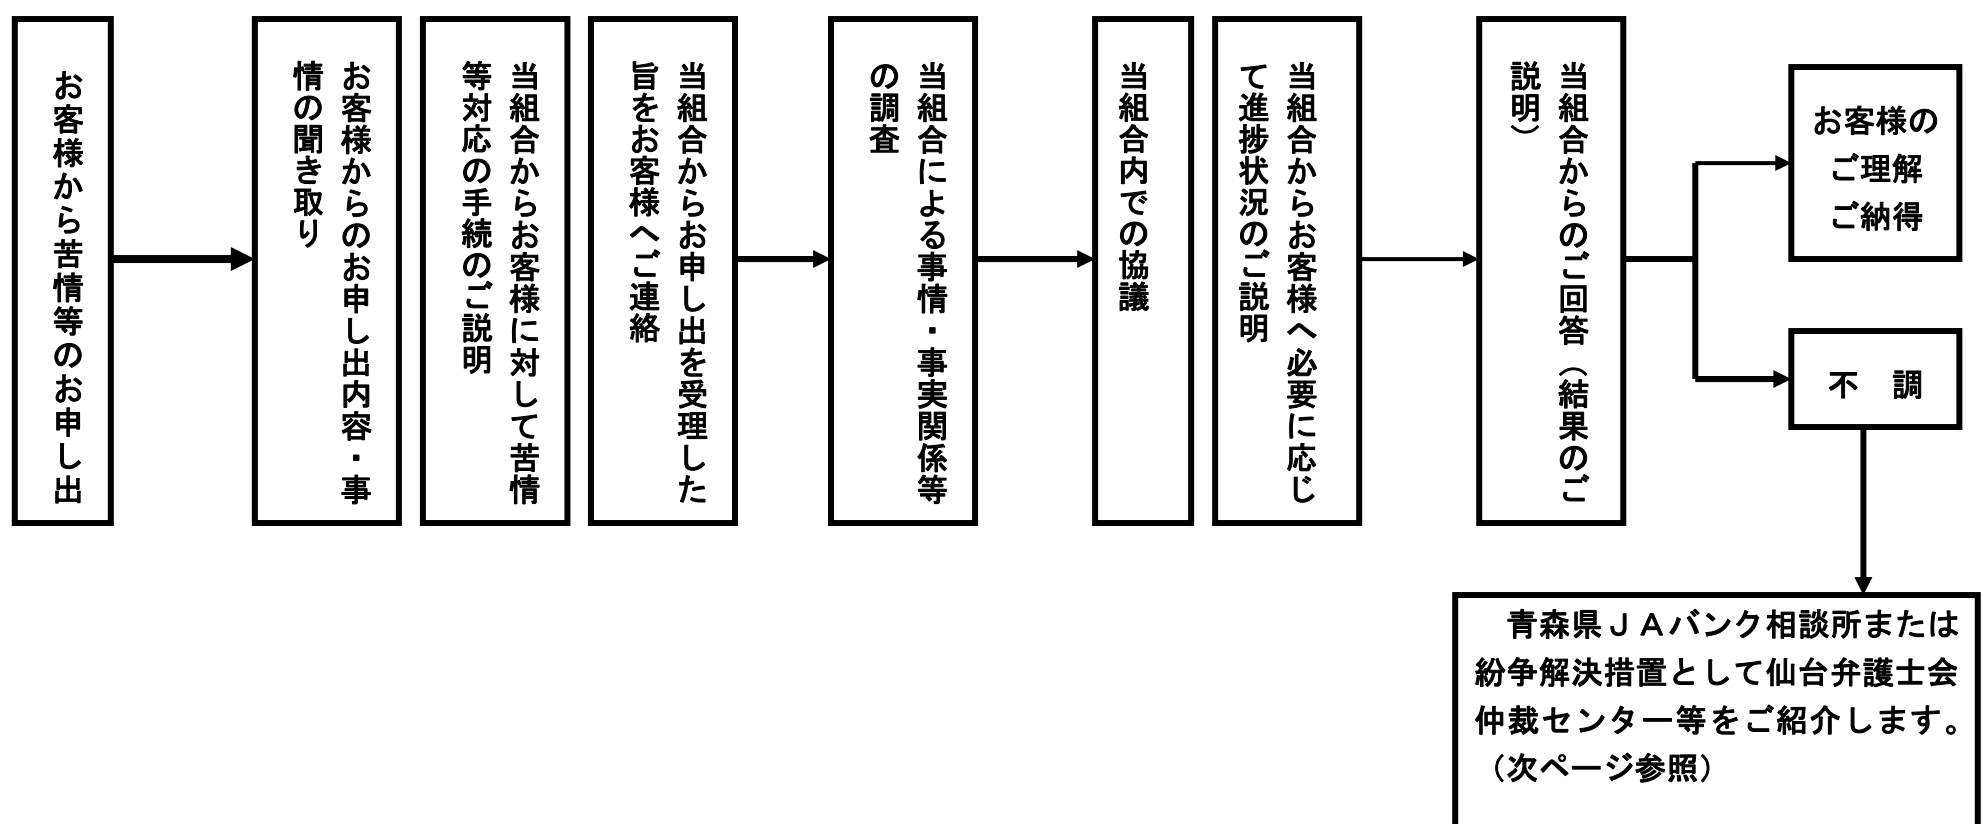 お客様から苦情等のお申し出
お客様からのお申し出内容・事
情の聞き取り
当組合からお客様に対して苦情
等対応の手続のご説明
当組合からお申し出を受理した
旨をお客様へご連絡
当組合による事情・事実関係等
の調査
当組合内での協議
当組合からお客様へ必要に応じ
て進捗状況のご説明
当組合からのご回答（結果のご
説明）
お客様の
ご理解
ご納得
不　調
青森県ＪＡバンク相談所または
紛争解決措置として仙台弁護士会
仲裁センター等をご紹介します。
（次ページ参照）